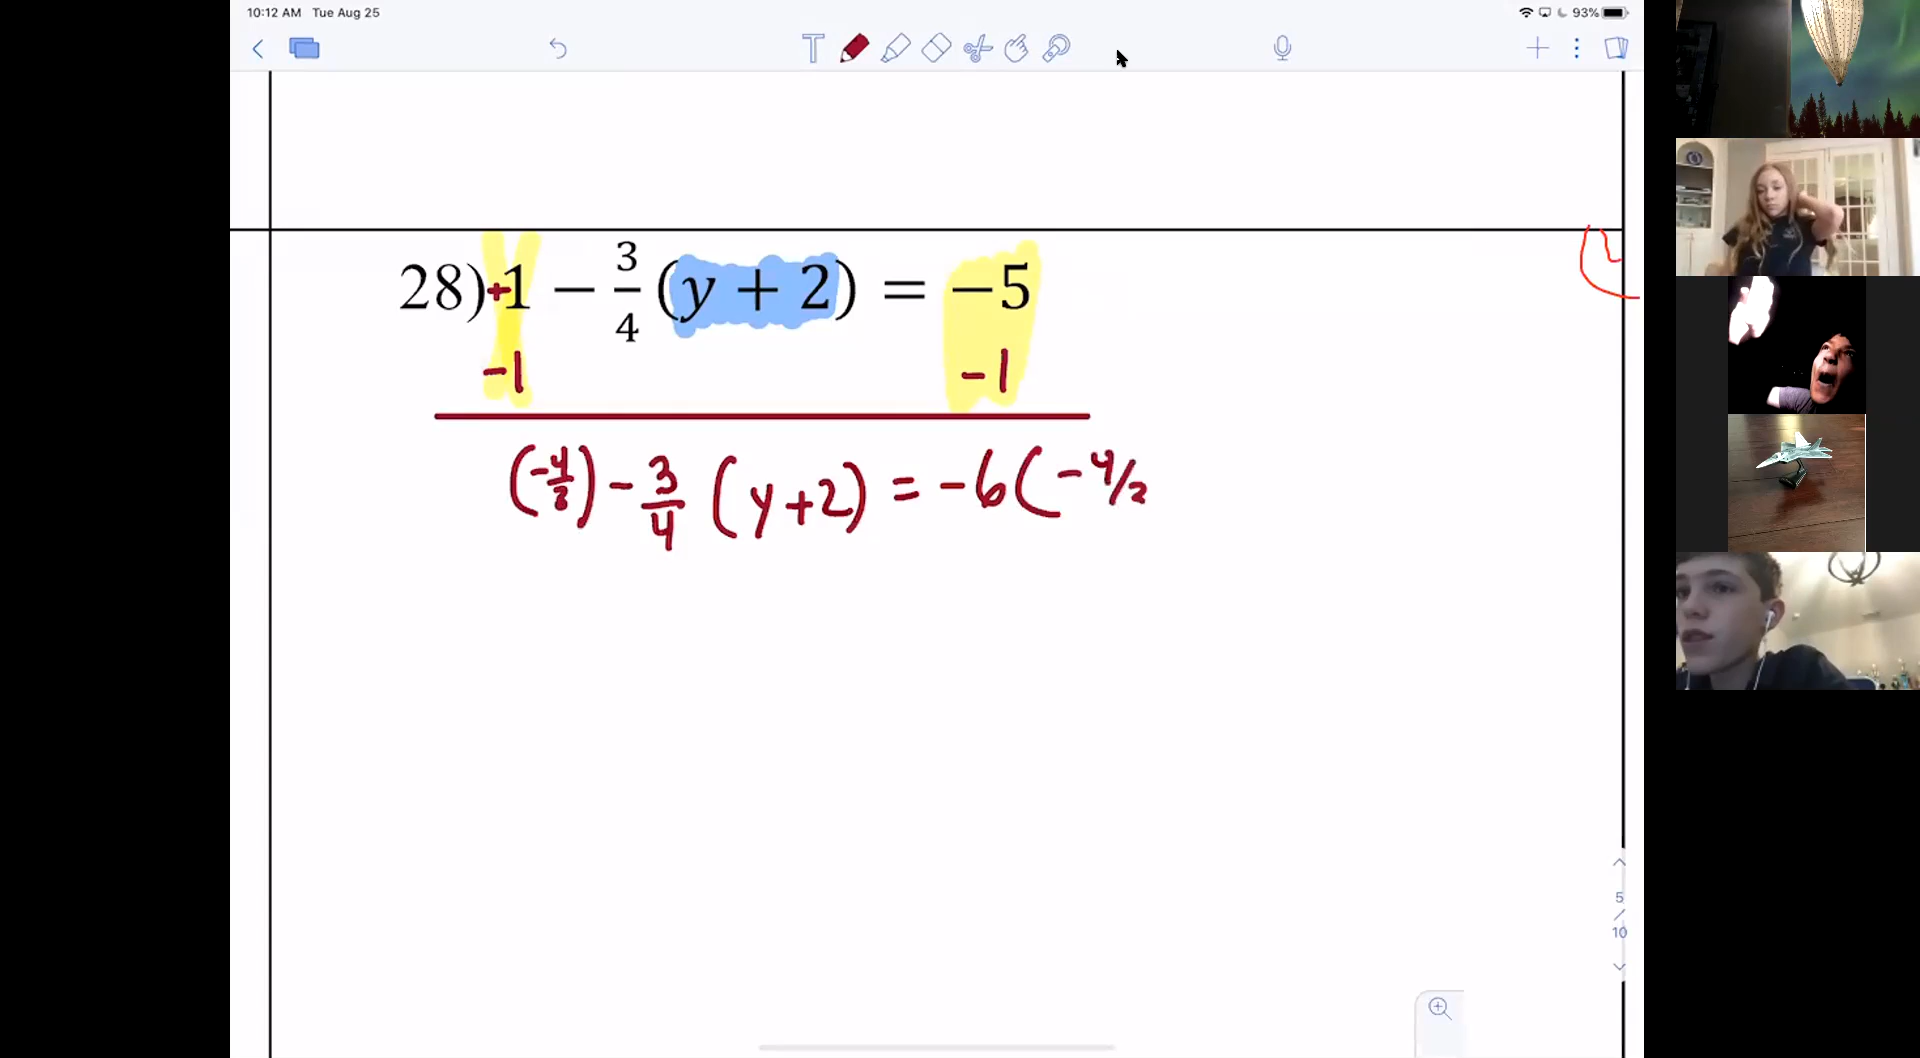 10:12 AM Tue Aug 25
93%
28) +1 − 3/4 (y + 2) = −5
-1 -1
(-4/3) - 3/4 (y+2) = -6(-4/2
5
/
10